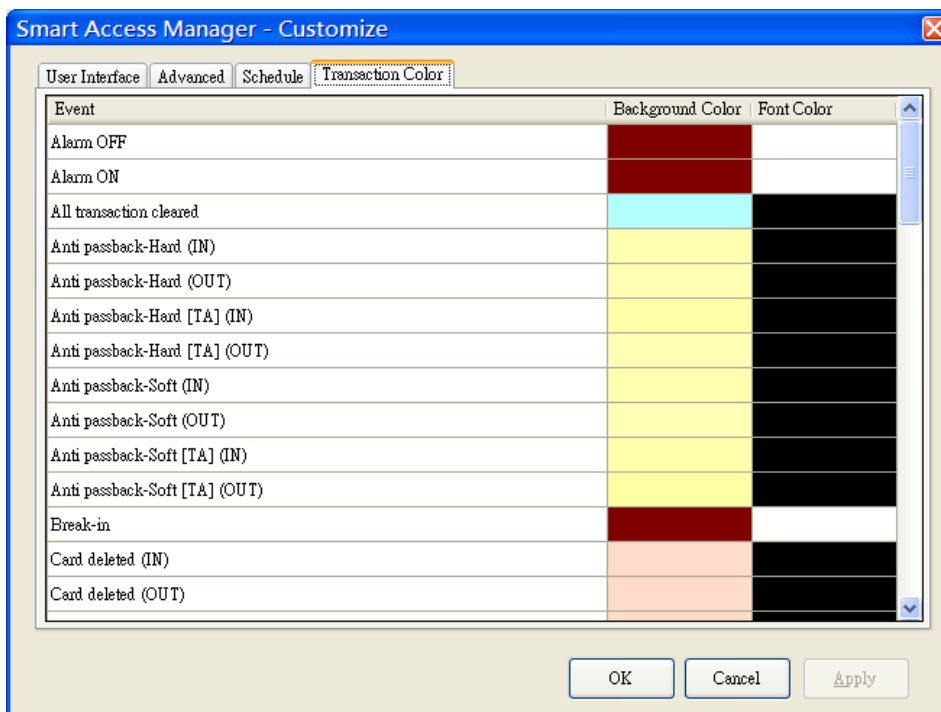 Smart Access Manager - Customize
User Interface Advanced Schedule Transaction Color
Event Background Color Font Color
Alarm OFF
Alarm ON
All transaction cleared
Anti passback-Hard (IN)
Anti passback-Hard (OUT)
Anti passback-Hard [TA] (IN)
Anti passback-Hard [TA] (OUT)
Anti passback-Soft (IN)
Anti passback-Soft (OUT)
Anti passback-Soft [TA] (IN)
Anti passback-Soft [TA] (OUT)
Break-in
Card deleted (IN)
Card deleted (OUT)
OK Cancel Apply